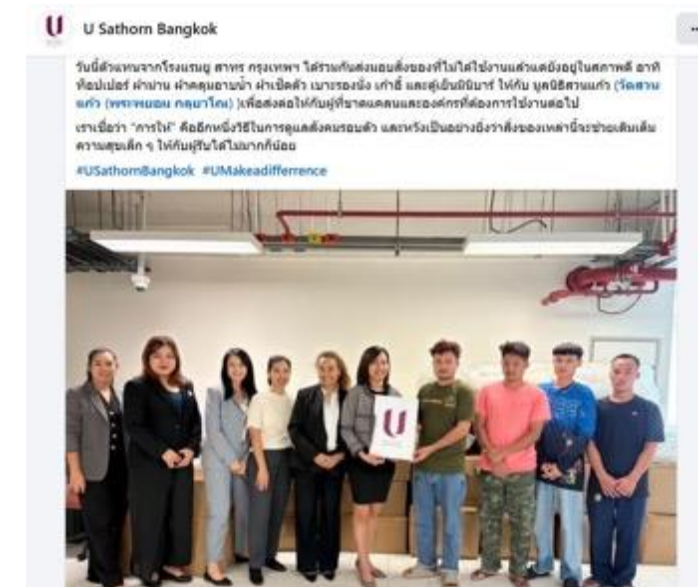 U Sathorn Bangkok
วันนี้ตัวแทนจากโรงแรมยู สาทร กรุงเทพฯ ได้ร่วมกันส่งมอบสิ่งของที่ไม่ได้ใช้งานแล้วแต่ยังอยู่ในสภาพดี อาทิ
ท็อปเปอร์ ผ้าม่าน ผ้าคลุมอาบน้ำ ผ้าเช็ดตัว เบาะรองนั่ง เก้าอี้ และตู้เย็นมินิบาร์ ให้กับ มูลนิธิสวนแก้ว (วัดสวน
แก้ว (พระพยอม กลฺยาโณ) )เพื่อส่งต่อให้กับผู้ที่ขาดแคลนและองค์กรที่ต้องการใช้งานต่อไป
เราเชื่อว่า "การให้" คืออีกหนึ่งวิธีในการดูแลสังคมรอบตัว และหวังเป็นอย่างยิ่งว่าสิ่งของเหล่านี้จะช่วยเติมเต็ม
ความสุขเล็ก ๆ ให้กับผู้รับได้ไม่มากก็น้อย
#USathornBangkok #UMakeadifferrence
U